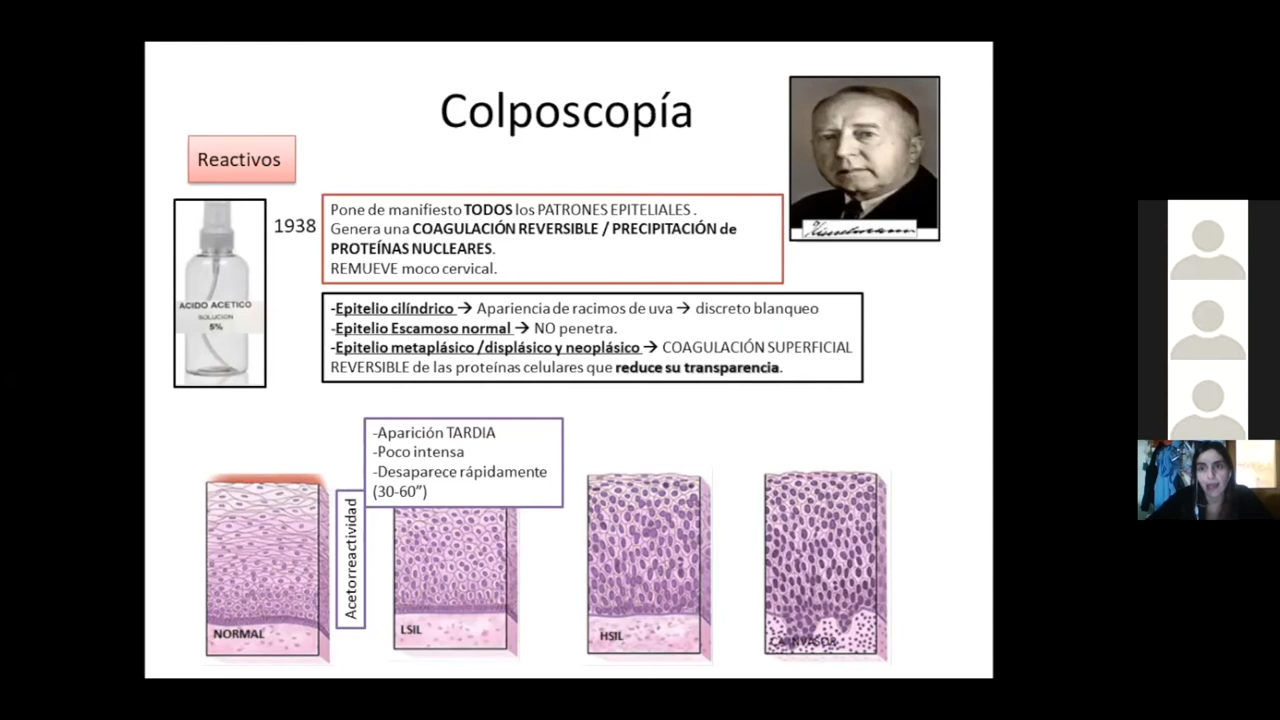 Colposcopía
Reactivos
1938
Pone de manifiesto TODOS los PATRONES EPITELIALES .
Genera una COAGULACIÓN REVERSIBLE / PRECIPITACIÓN de
PROTEÍNAS NUCLEARES.
REMUEVE moco cervical.
ACIDO ACETICO
SOLUCION
5%
-Epitelio cilíndrico → Apariencia de racimos de uva → discreto blanqueo
-Epitelio Escamoso normal → NO penetra.
-Epitelio metaplásico /displásico y neoplásico → COAGULACIÓN SUPERFICIAL
REVERSIBLE de las proteínas celulares que reduce su transparencia.
-Aparición TARDIA
-Poco intensa
-Desaparece rápidamente
(30-60”)
Acetorreactividad
NORMAL
LSIL
HSIL
CA INVASOR